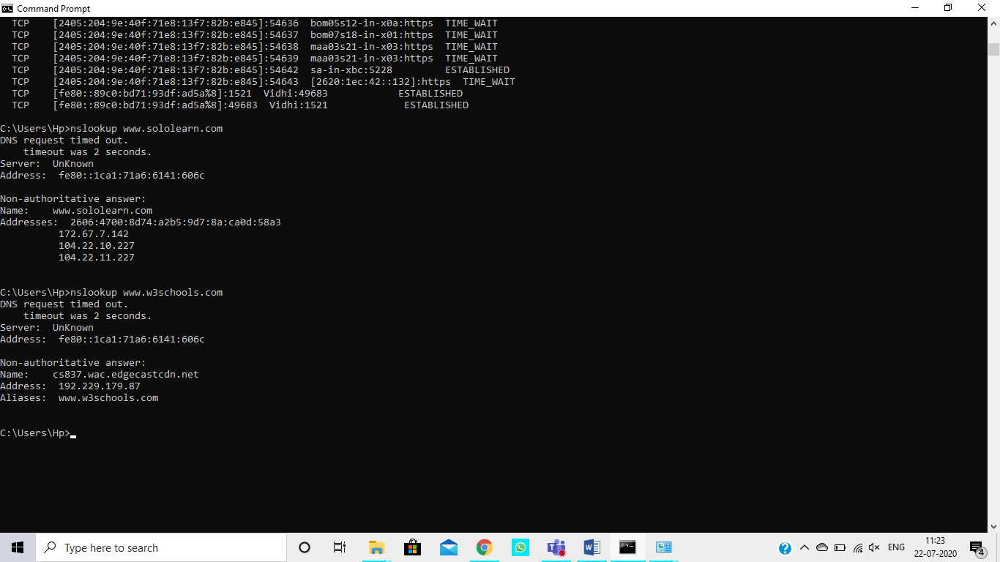 Command Prompt
TCP    [2405:204:9e:40f:71e8:13f7:82b:e845]:54636  bom05s12-in-x0a:https  TIME_WAIT
TCP    [2405:204:9e:40f:71e8:13f7:82b:e845]:54637  bom07s18-in-x01:https  TIME_WAIT
TCP    [2405:204:9e:40f:71e8:13f7:82b:e845]:54638  maa03s21-in-x03:https  TIME_WAIT
TCP    [2405:204:9e:40f:71e8:13f7:82b:e845]:54639  maa03s21-in-x03:https  TIME_WAIT
TCP    [2405:204:9e:40f:71e8:13f7:82b:e845]:54642  sa-in-xbc:5228         ESTABLISHED
TCP    [2405:204:9e:40f:71e8:13f7:82b:e845]:54643  [2620:1ec:42::132]:https  TIME_WAIT
TCP    [fe80::89c0:bd71:93df:ad5a%8]:1521  Vidhi:49683            ESTABLISHED
TCP    [fe80::89c0:bd71:93df:ad5a%8]:49683  Vidhi:1521             ESTABLISHED
C:\Users\Hp>nslookup www.sololearn.com
DNS request timed out.
timeout was 2 seconds.
Server:  UnKnown
Address:  fe80::1ca1:71a6:6141:606c
Non-authoritative answer:
Name:    www.sololearn.com
Addresses:  2606:4700:8d74:a2b5:9d7:8a:ca0d:58a3
172.67.7.142
104.22.10.227
104.22.11.227
C:\Users\Hp>nslookup www.w3schools.com
DNS request timed out.
timeout was 2 seconds.
Server:  UnKnown
Address:  fe80::1ca1:71a6:6141:606c
Non-authoritative answer:
Name:    cs837.wac.edgecastcdn.net
Address:  192.229.179.87
Aliases:  www.w3schools.com
C:\Users\Hp>
Type here to search
ENG
11:23
22-07-2020
4